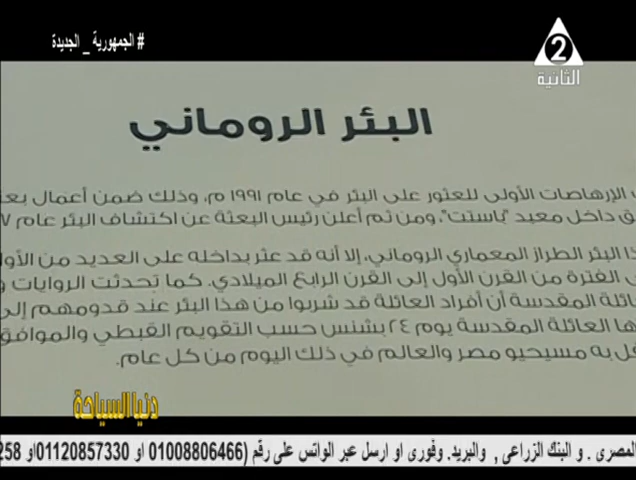 # الجمهورية _ الجديدة
2
الثانية
البئر الروماني
الإرهاصات الأولى للعثور على البئر في عام ١٩٩١ م، وذلك ضمن أعمال
داخل معبد "باستت"، ومن ثم أعلن رئيس البعثة عن اكتشاف البئر عام
البئر الطراز المعماري الروماني، إلا أنه قد عثر بداخله على العديد من
الفترة من القرن الأول إلى القرن الرابع الميلادي. كما تحدثت الروايات
المقدسة أن أفراد العائلة قد شربوا من هذا البئر عند قدومهم إلى
العائلة المقدسة يوم ٢٤ بشنس حسب التقويم القبطي والموافق
به مسيحيو مصر والعالم في ذلك اليوم من كل عام.
دنيا السياحة
المصرى . و البنك الزراعى , والبريد. وفورى او ارسل عبر الواتس على رقم (01008806466 او 01120857330او